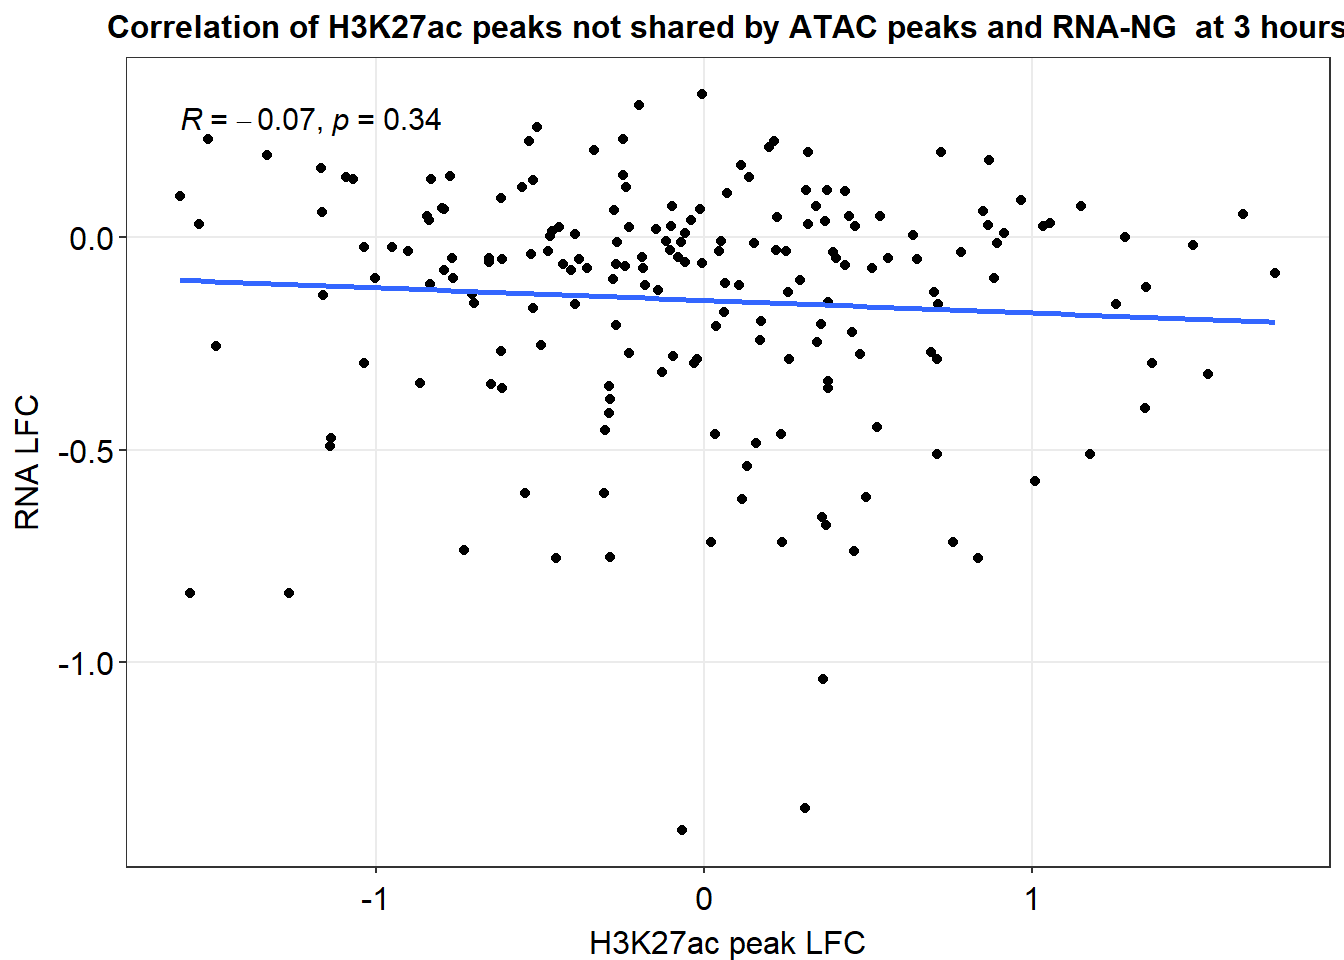 Correlation of H3K27ac peaks not shared by ATAC peaks and RNA-NG  at 3 hours
R = −0.07, p = 0.34
0.0
-0.5
-1.0
RNA LFC
-1
0
1
H3K27ac peak LFC